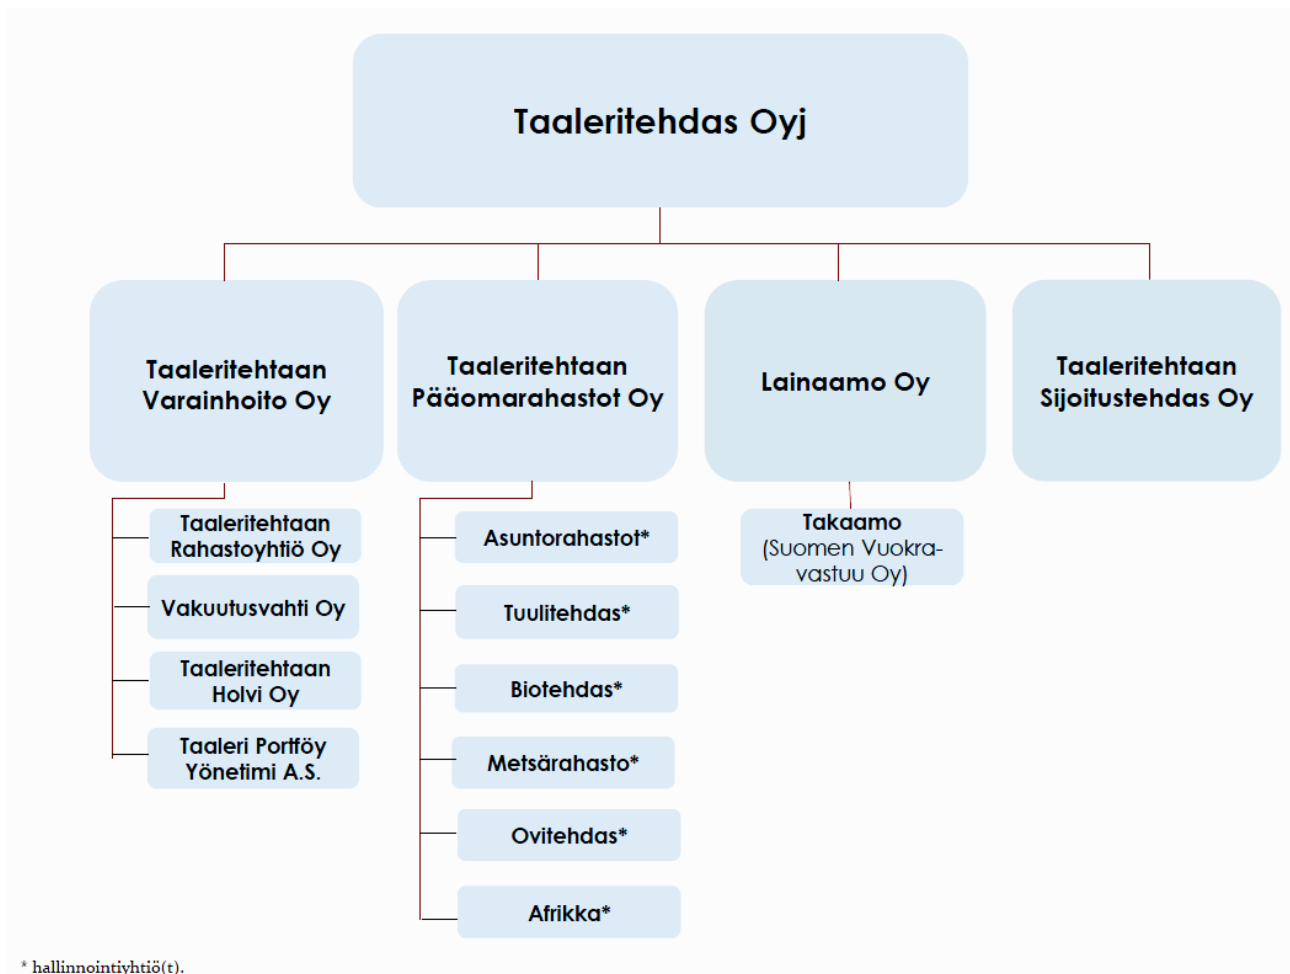 Taaleritehdas Oyj
Taaleritehtaan
Varainhoito Oy
Taaleritehtaan
Pääomarahastot Oy
Lainaamo Oy
Taaleritehtaan
Sijoitustehdas Oy
Taaleritehtaan
Rahastoyhtiö Oy
Vakuutusvahti Oy
Taaleritehtaan
Holvi Oy
Taaleri Portföy
Yönetimi A.S.
Asuntorahastot*
Tuulitehdas*
Biotehdas*
Metsärahasto*
Ovitehdas*
Afrikka*
Takaamo
(Suomen Vuokra-
vastuu Oy)
* hallinnointiyhtiö(t).